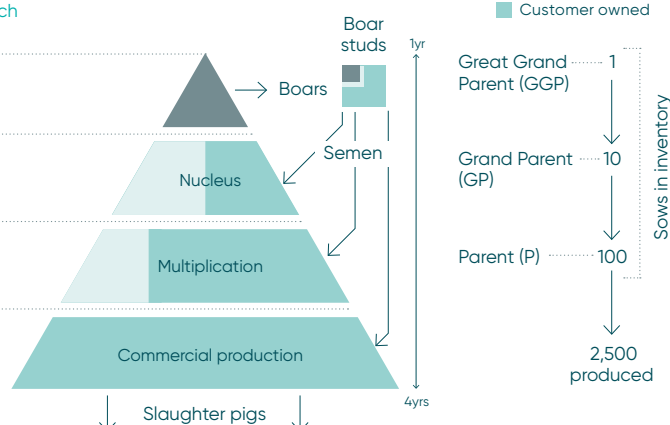 ch
Customer owned
Boar
studs
1yr
Boars
Great Grand
Parent (GGP)
1
Semen
Grand Parent
(GP)
10
Nucleus
Sows in inventory
Parent (P)
100
Multiplication
Commercial production
2,500
produced
4yrs
Slaughter pigs